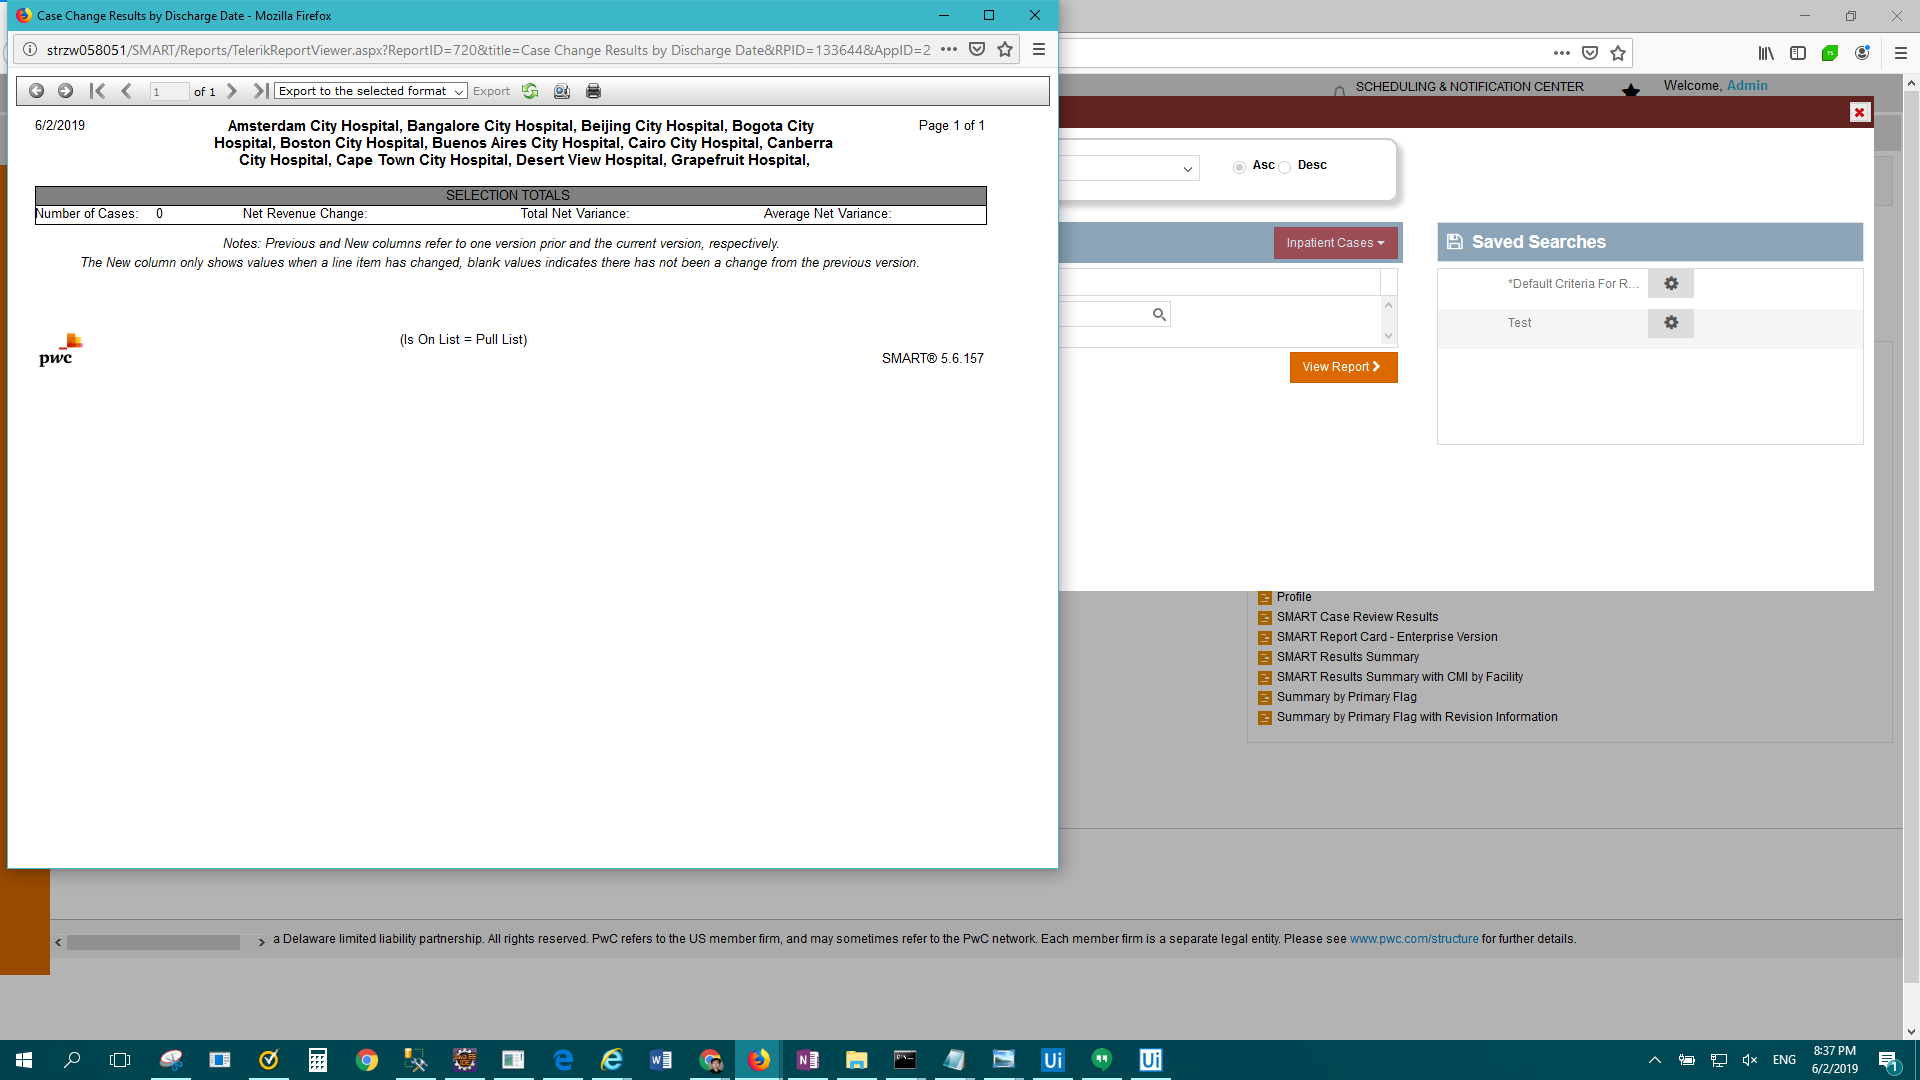 Case Change Results by Discharge Date - Mozilla Firefox
strzw058051/SMART/Reports/TelerikReportViewer.aspx?ReportID=720&title=Case Change Results by Discharge Date&RPID=133644&AppID=2
1 of 1 Export to the selected format Export
6/2/2019
Amsterdam City Hospital, Bangalore City Hospital, Beijing City Hospital, Bogota City
Hospital, Boston City Hospital, Buenos Aires City Hospital, Cairo City Hospital, Canberra
City Hospital, Cape Town City Hospital, Desert View Hospital, Grapefruit Hospital,
Page 1 of 1
SELECTION TOTALS
Number of Cases: 0 Net Revenue Change: Total Net Variance: Average Net Variance:
Notes: Previous and New columns refer to one version prior and the current version, respectively.
The New column only shows values when a line item has changed, blank values indicates there has not been a change from the previous version.
(Is On List = Pull List)
pwc
SMART® 5.6.157
SCHEDULING & NOTIFICATION CENTER
Welcome, Admin
Asc Desc
Inpatient Cases
Saved Searches
*Default Criteria For R...
Test
View Report
Profile
SMART Case Review Results
SMART Report Card - Enterprise Version
SMART Results Summary
SMART Results Summary with CMI by Facility
Summary by Primary Flag
Summary by Primary Flag with Revision Information
a Delaware limited liability partnership. All rights reserved. PwC refers to the US member firm, and may sometimes refer to the PwC network. Each member firm is a separate legal entity. Please see www.pwc.com/structure for further details.
ENG
8:37 PM
6/2/2019
1